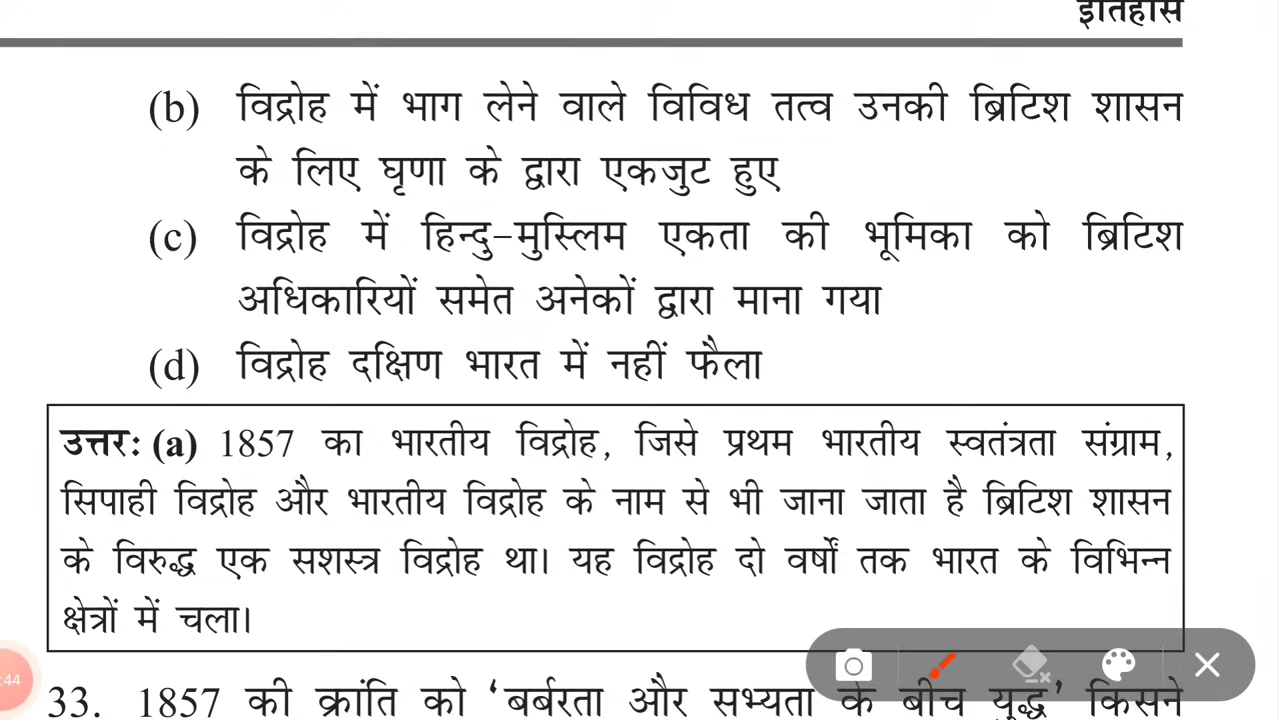 इतिहास
(b) विद्रोह में भाग लेने वाले विविध तत्व उनकी ब्रिटिश शासन
के लिए घृणा के द्वारा एकजुट हुए
(c) विद्रोह में हिन्दु-मुस्लिम एकता की भूमिका को ब्रिटिश
अधिकारियों समेत अनेकों द्वारा माना गया
(d) विद्रोह दक्षिण भारत में नहीं फैला
उत्तरः (a) 1857 का भारतीय विद्रोह, जिसे प्रथम भारतीय स्वतंत्रता संग्राम,
सिपाही विद्रोह और भारतीय विद्रोह के नाम से भी जाना जाता है ब्रिटिश शासन
के विरुद्ध एक सशस्त्र विद्रोह था। यह विद्रोह दो वर्षों तक भारत के विभिन्न
क्षेत्रों में चला।
:44
33. 1857 की क्रांति को ‘बर्बरता और सभ्यता के बीच युद्ध’ किसने